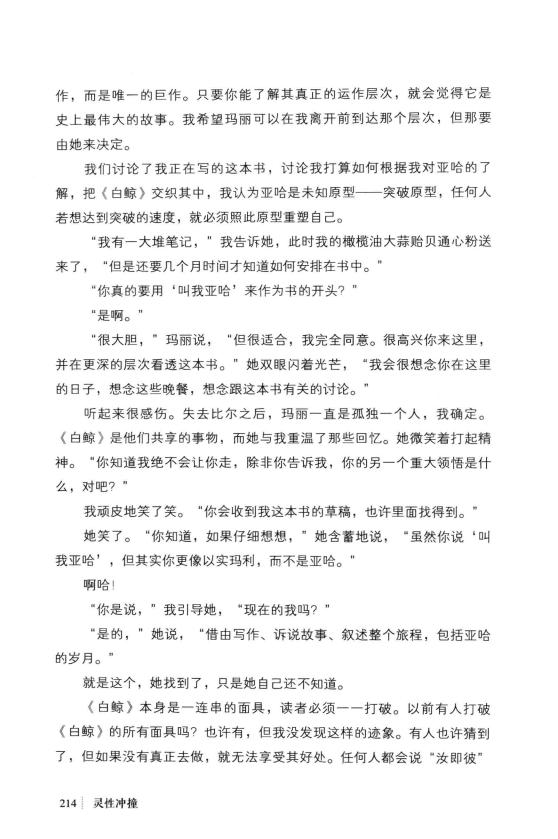 作，而是唯一的巨作。只要你能了解其真正的运作层次，就会觉得它是
史上最伟大的故事。我希望玛丽可以在我离开前到达那个层次，但那要
由她来决定。
我们讨论了我正在写的这本书，讨论我打算如何根据我对亚哈的了
解，把《白鲸》交织其中，我认为亚哈是未知原型——突破原型，任何人
若想达到突破的速度，就必须照此原型重塑自己。
“我有一大堆笔记，”我告诉她，此时我的橄榄油大蒜贻贝通心粉送
来了，“但是还要几个月时间才知道如何安排在书中。”
“你真的要用‘叫我亚哈’来作为书的开头？”
“是啊。”
“很大胆，”玛丽说，“但很适合，我完全同意。很高兴你来这里，
并在更深的层次看透这本书。”她双眼闪着光芒，“我会很想念你在这里
的日子，想念这些晚餐，想念跟这本书有关的讨论。”
听起来很感伤。失去比尔之后，玛丽一直是孤独一个人，我确定。
《白鲸》是他们共享的事物，而她与我重温了那些回忆。她微笑着打起精
神。“你知道我绝不会让你走，除非你告诉我，你的另一个重大领悟是什
么，对吧？”
我顽皮地笑了笑。“你会收到我这本书的草稿，也许里面找得到。”
她笑了。“你知道，如果仔细想想，”她含蓄地说，“虽然你说‘叫
我亚哈’，但其实你更像以实玛利，而不是亚哈。”
啊哈！
“你是说，”我引导她，“现在的我吗？”
“是的，”她说，“借由写作、诉说故事、叙述整个旅程，包括亚哈
的岁月。”
就是这个，她找到了，只是她自己还不知道。
《白鲸》本身是一连串的面具，读者必须一一打破。以前有人打破
《白鲸》的所有面具吗？也许有，但我没发现这样的迹象。有人也许猜到
了，但如果没有真正去做，就无法享受其好处。任何人都会说“汝即彼”
214 灵性冲撞